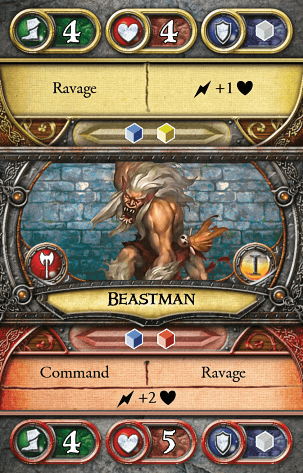 4 4
Ravage +1
BEASTMAN
I
Command Ravage
+2
4 5